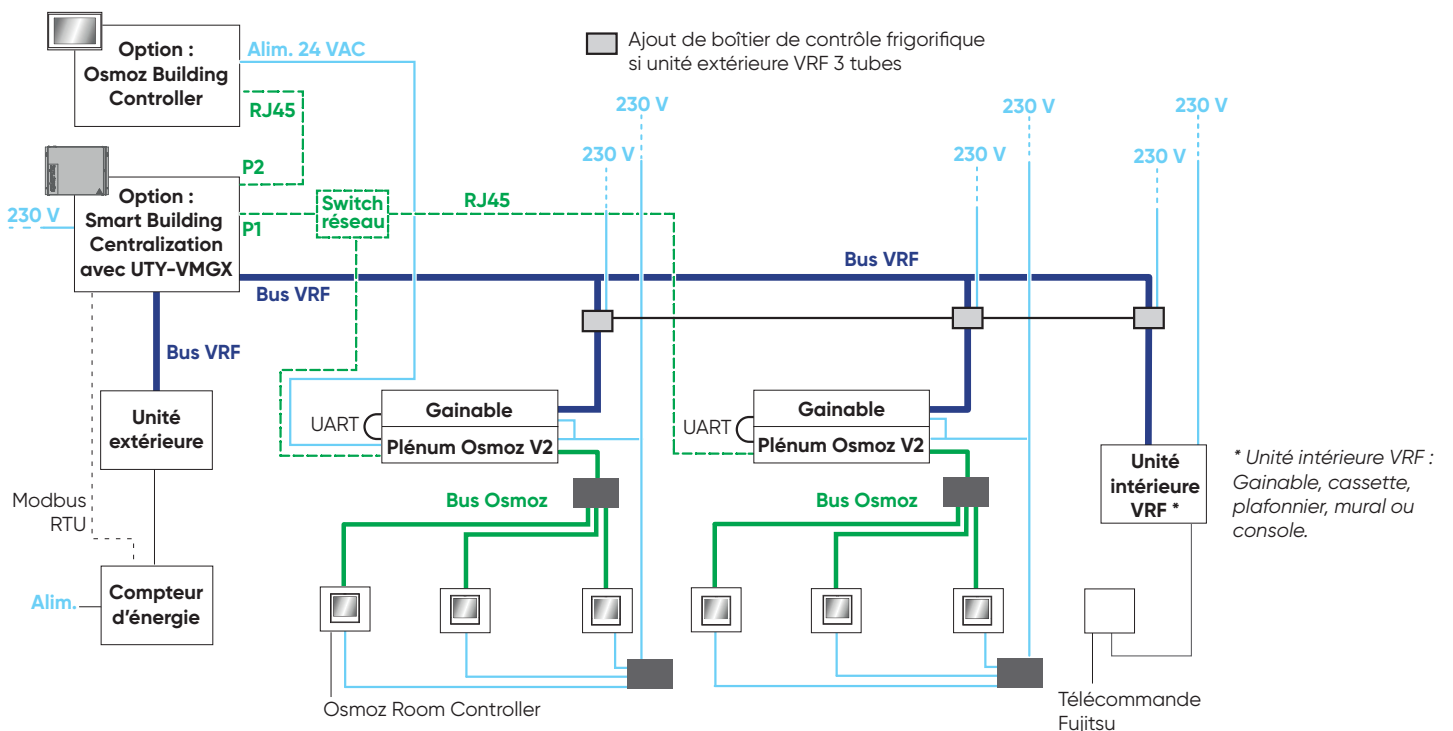 Option :
Osmoz Building
Controller
Alim. 24 VAC
Ajout de boîtier de contrôle frigorifique
si unité extérieure VRF 3 tubes
RJ45
230 V
230 V
230 V
230 V
230 V
230 V
P2
Option :
Smart Building
Centralization
avec UTY-VMGX
230 V
P1
Switch
réseau
RJ45
Bus VRF
Bus VRF
Bus VRF
Unité
extérieure
UART
Gainable
Plénum Osmoz V2
UART
Gainable
Plénum Osmoz V2
Unité
intérieure
VRF *
* Unité intérieure VRF :
Gainable, cassette,
plafonnier, mural ou
console.
Modbus
RTU
Bus Osmoz
Bus Osmoz
Alim.
Compteur
d'énergie
Osmoz Room Controller
Télécommande
Fujitsu